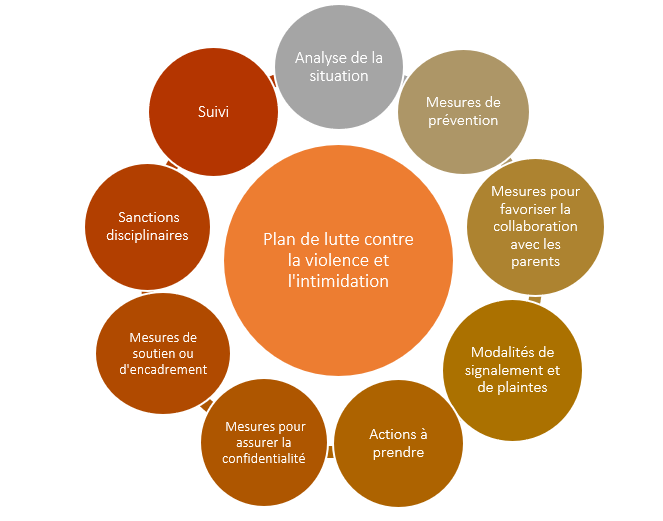 Analyse de la
situation
Mesures de
prévention
Mesures pour
favoriser la
collaboration
avec les
parents
Modalités de
signalement et
de plaintes
Actions à
prendre
Mesures pour
assurer la
confidentialité
Mesures de
soutien ou
d'encadrement
Sanctions
disciplinaires
Suivi
Plan de lutte contre
la violence et
l'intimidation